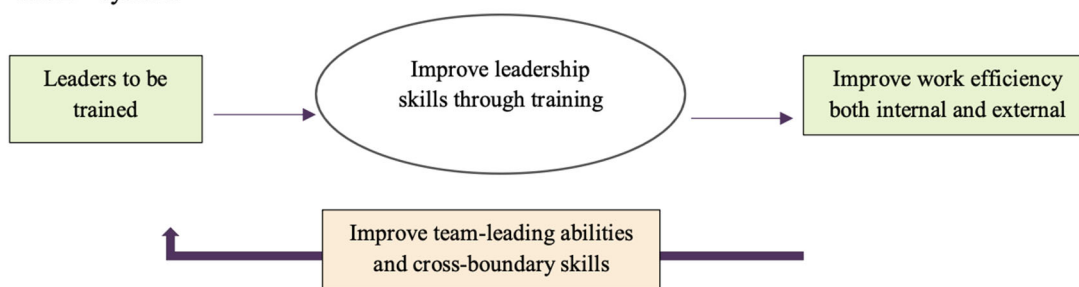 Leaders to be
trained
Improve leadership
skills through training
Improve work efficiency
both internal and external
Improve team-leading abilities
and cross-boundary skills